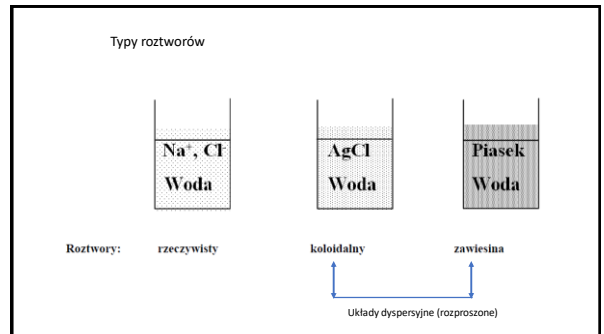 Typy roztworów
Na⁺, Cl⁻
Woda
AgCl
Woda
Piasek
Woda
Roztwory: rzeczywisty koloidalny zawiesina
Układy dyspersyjne (rozproszone)